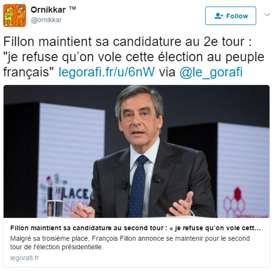 Ornikkar ™
@ornikkar
Follow
Fillon maintient sa candidature au 2e tour :
"je refuse qu'on vole cette élection au peuple
français" legorafi.fr/u/6nW via @le_gorafi
PLACE
Fillon maintient sa candidature au second tour : « je refuse qu'on vole cett...
Malgré sa troisième place, François Fillon annonce se maintenir pour le second
tour de l'élection présidentielle.
legorafi.fr